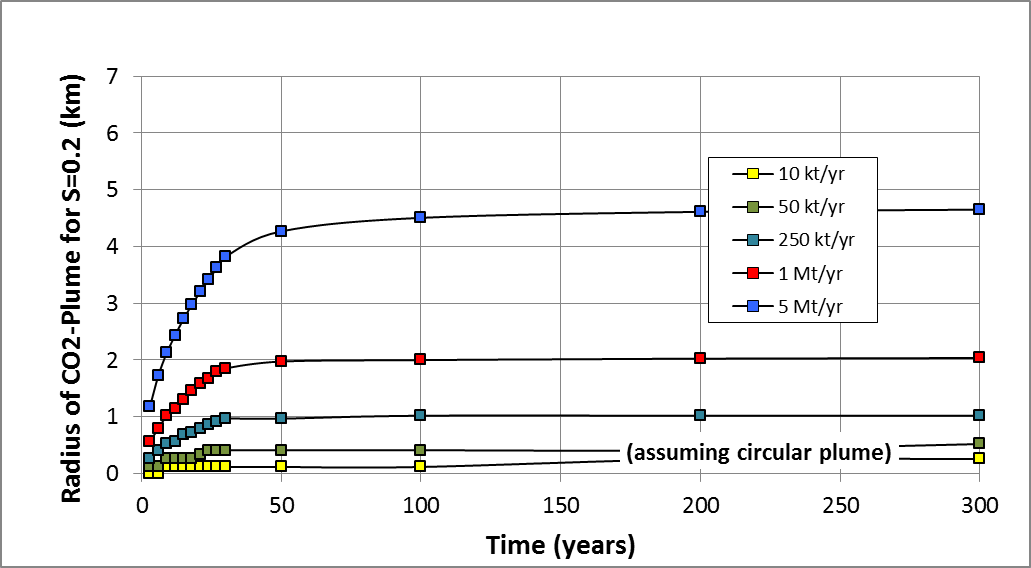 Radius of CO2-Plume for S=0.2 (km)
7
6
5
4
3
2
1
0
10 kt/yr
50 kt/yr
250 kt/yr
1 Mt/yr
5 Mt/yr
(assuming circular plume)
0 50 100 150 200 250 300
Time (years)